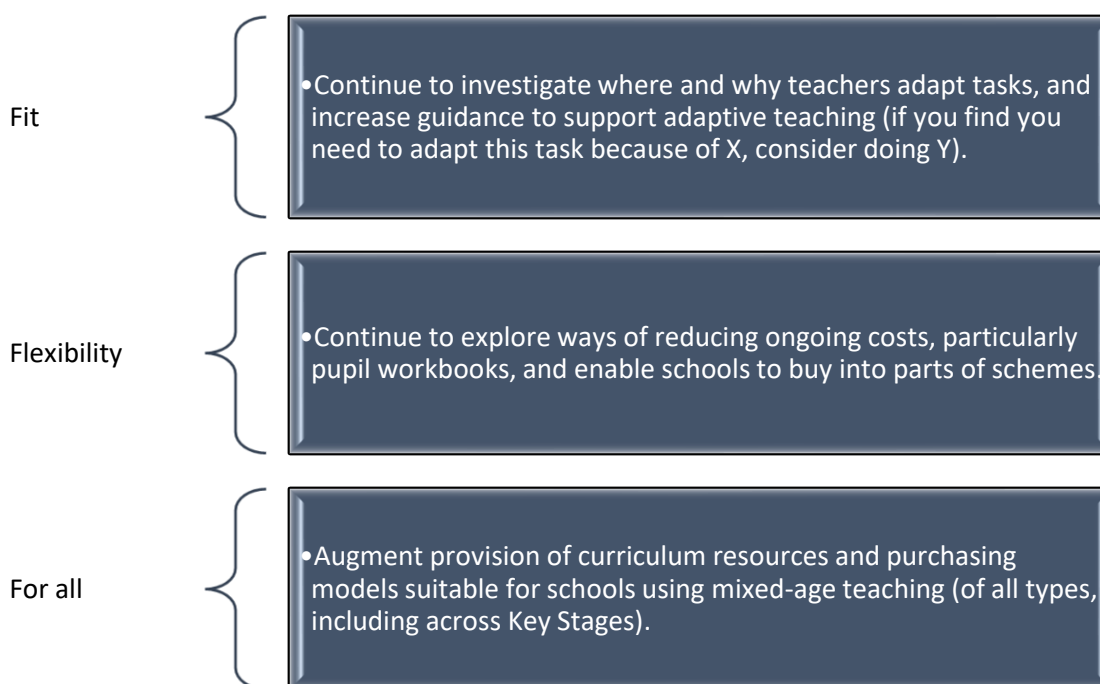 Fit
•Continue to investigate where and why teachers adapt tasks, and
increase guidance to support adaptive teaching (if you find you
need to adapt this task because of X, consider doing Y).
Flexibility
•Continue to explore ways of reducing ongoing costs, particularly
pupil workbooks, and enable schools to buy into parts of schemes.
For all
•Augment provision of curriculum resources and purchasing
models suitable for schools using mixed-age teaching (of all types,
including across Key Stages).